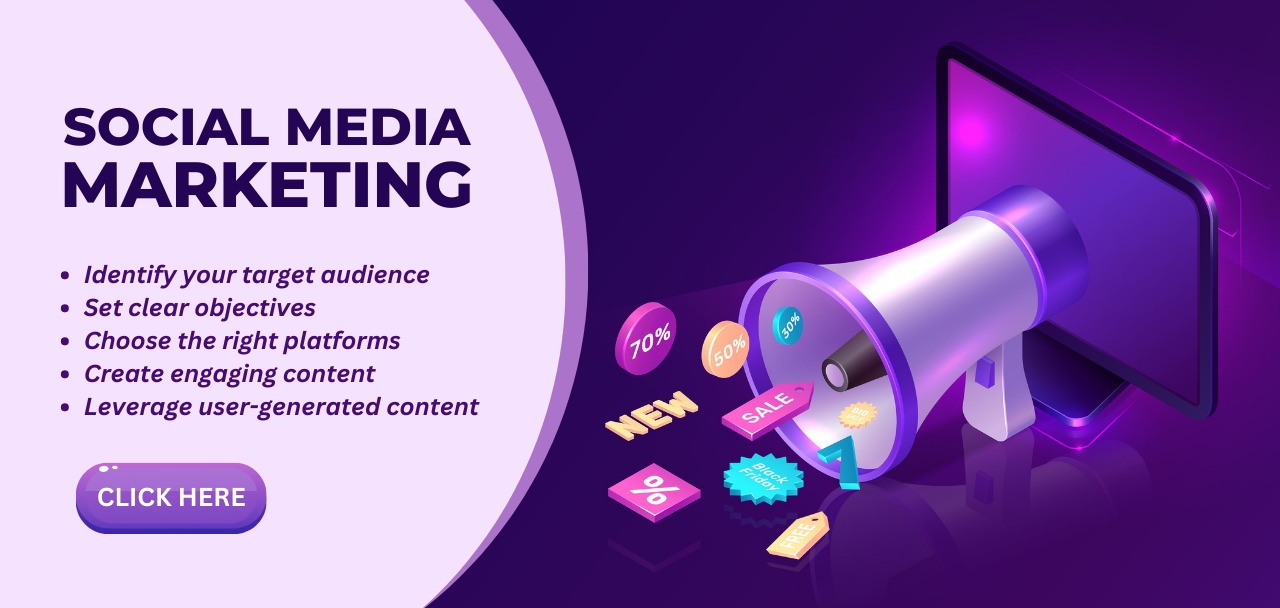 SOCIAL MEDIA
MARKETING
• Identify your target audience
• Set clear objectives
• Choose the right platforms
• Create engaging content
• Leverage user-generated content
CLICK HERE
70%
50%
30%
NEW
SALE
BIG
%
Black
Friday
FREE